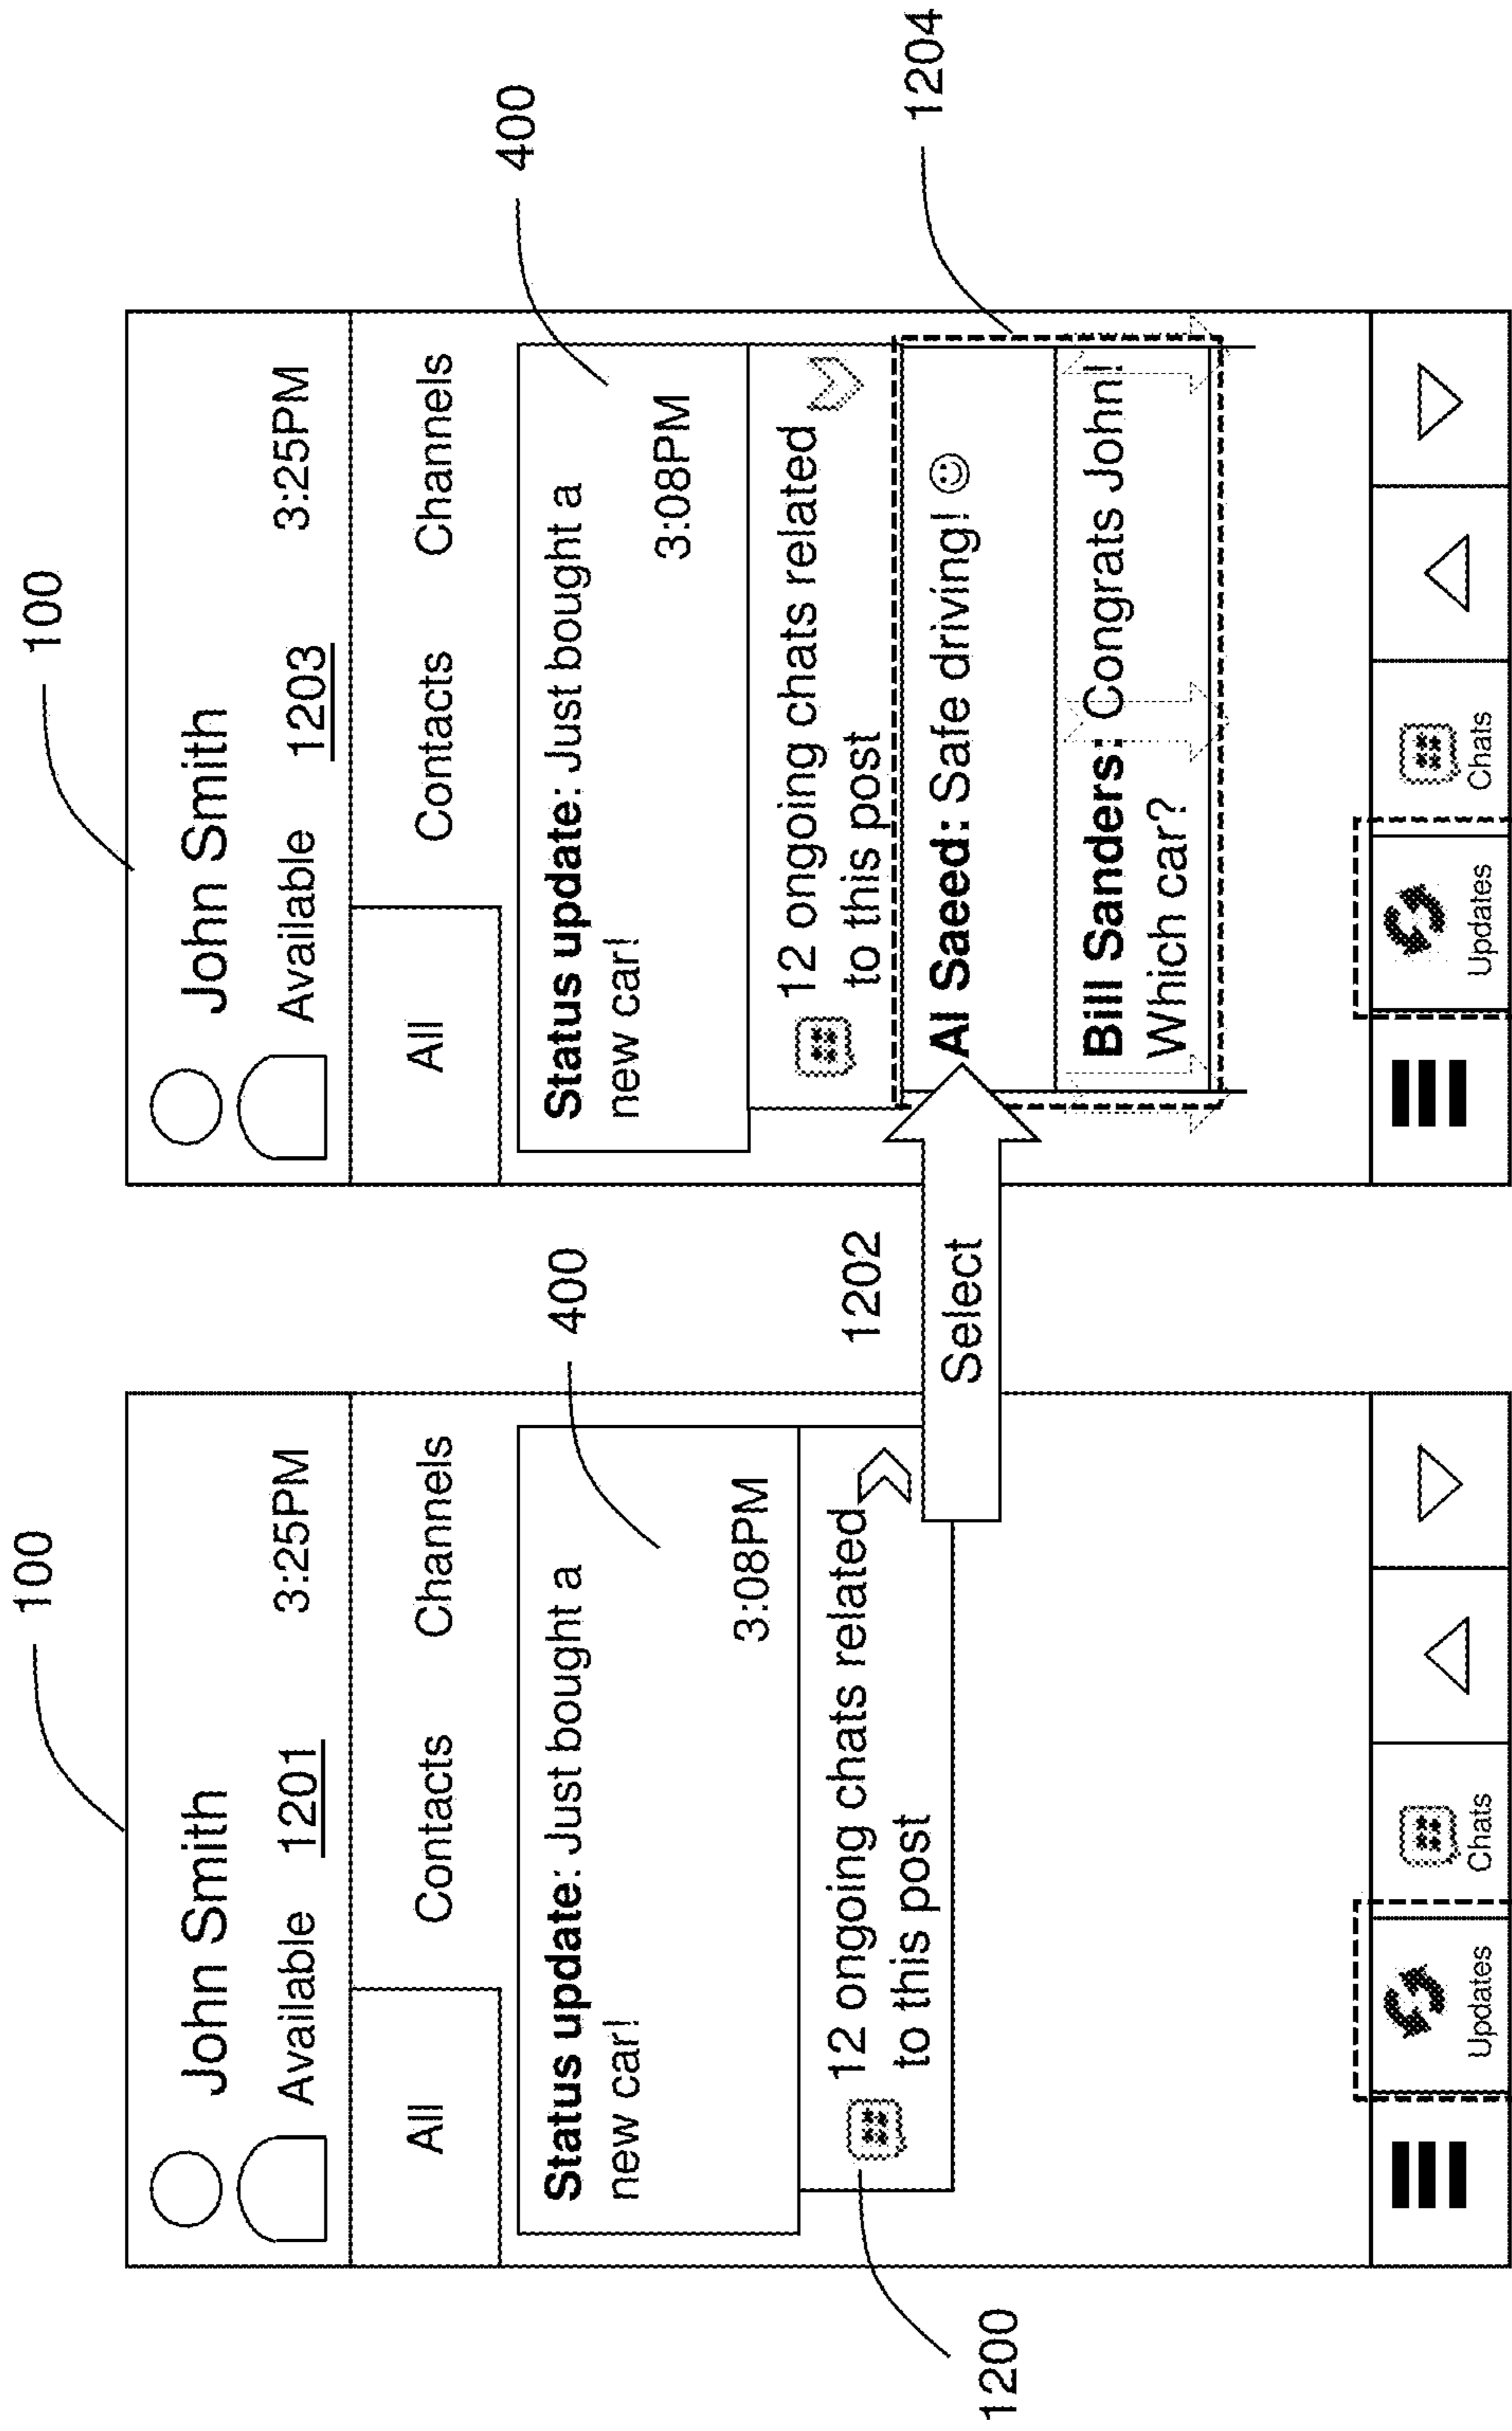 100
John Smith
Available 1201 3:25PM
All Contacts Channels
Status update: Just bought a
new car!
3:08PM
400
12 ongoing chats related
to this post
1200
1202
Select
Updates
Chats
100
John Smith
Available 1203 3:25PM
All Contacts Channels
Status update: Just bought a
new car!
3:08PM
400
12 ongoing chats related
to this post
Al Saeed: Safe driving! ☺
Bill Sanders: Congrats John!
Which car?
1204
Updates
Chats